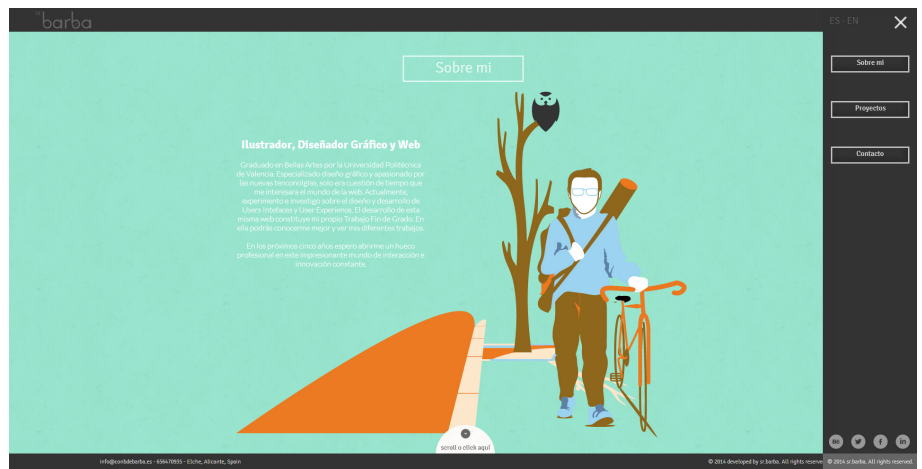 barba
ES - EN
Sobre mi
Sobre mi
Proyectos
Contacto
Ilustrador, Diseñador Gráfico y Web
Graduado en Bellas Artes por la Universidad Politécnica
de Valencia. Especializado diseño gráfico y apasionado por
las nuevas tenconolgías, solo era cuestión de tiempo que
me interesara el mundo de la web. Actualmente,
experimento e investigo sobre el diseño y desarrollo de
Users Intefaces y User Experience. El desarrollo de esta
misma web constituye mi propio Trabajo Fin de Grado. En
ella podrás conocerme mejor y ver mis diferentes trabajos.
En los próximos cinco años espero abrirme un hueco
profesional en este impresionante mundo de interacción e
innovación constante.
scroll o click aquí
info@conbdebarba.es - 656470935 - Elche, Alicante, Spain
© 2014 developed by sr.barba. All rights reserve
© 2014 sr.barba. All rights reserved.